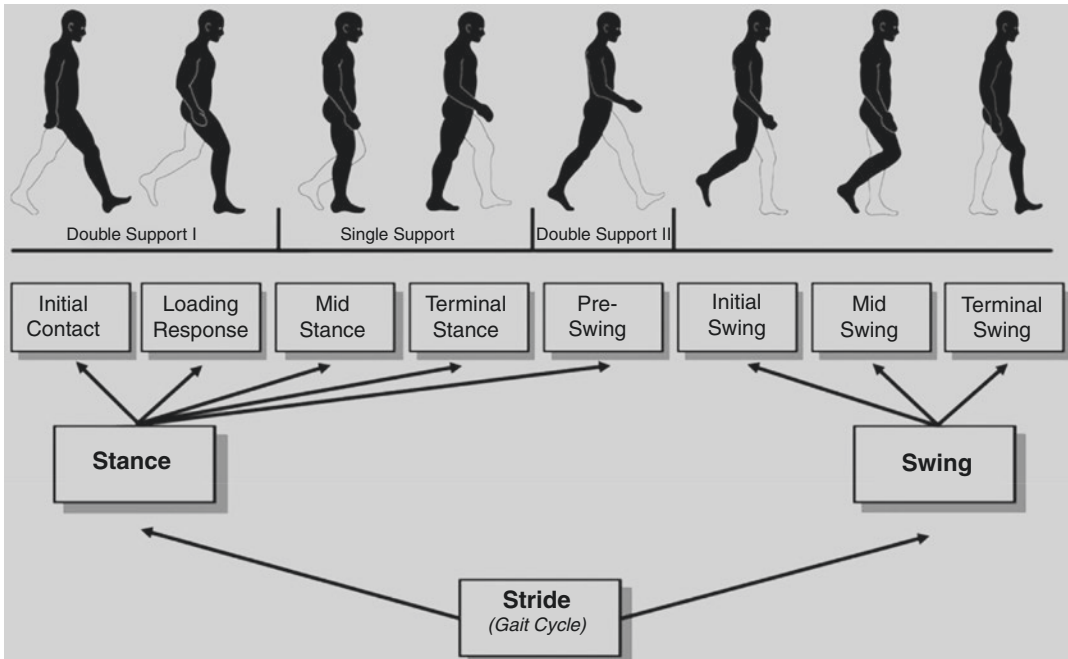 Double Support I
Single Support
Double Support II
Initial
Contact
Loading
Response
Mid
Stance
Terminal
Stance
Pre-
Swing
Initial
Swing
Mid
Swing
Terminal
Swing
Stance
Swing
Stride
(Gait Cycle)